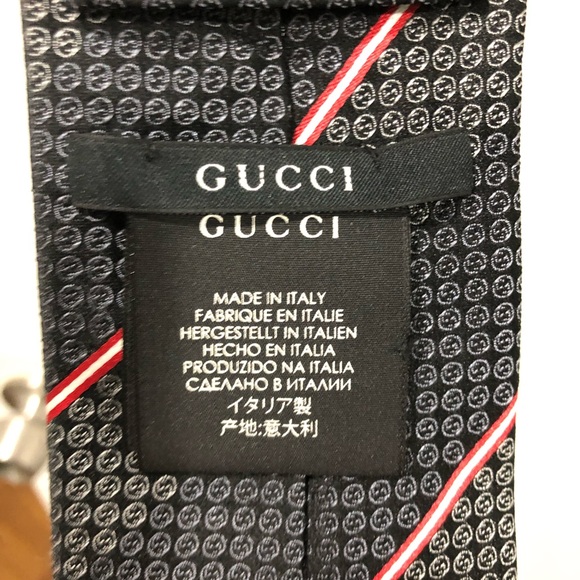 GUCCI
GUCCI
MADE IN ITALY
FABRIQUE EN ITALIE
HERGESTELLT IN ITALIEN
HECHO EN ITALIA
PRODUZIDO NA ITALIA
СДЕЛАНО В ИТАЛИИ
イタリア製
产地:意大利